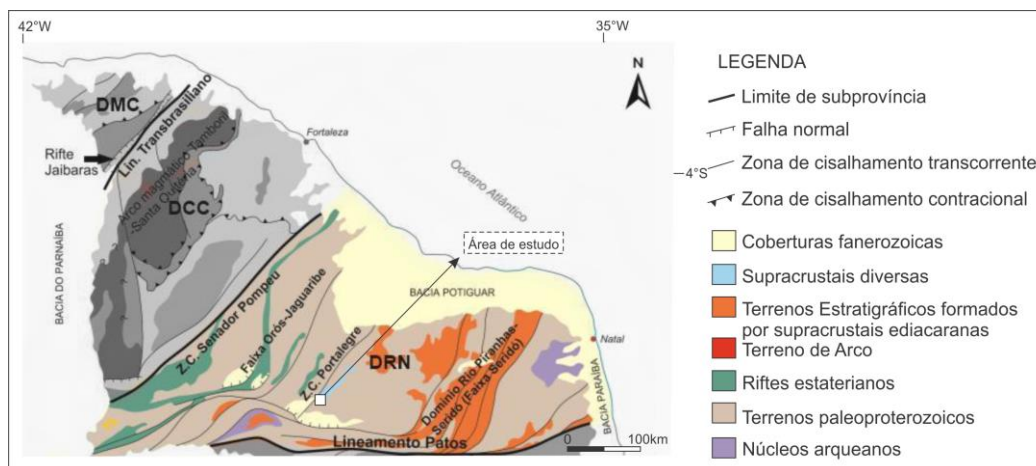 42°W
35°W
N
4°S
DMC
Lin. Transbrasiliano
Rifte
Jaibaras
Arco magmático Tamboril
-Santa Quitéria
DCC
Fortaleza
Oceano
Atlântico
Área de estudo
BACIA DO PARNAÍBA
BACIA POTIGUAR
Z.C. Senador Pompeu
Faixa Orós-Jaguaribe
Z.C. Portalegre
DRN
Domínio Rio Piranhas-
Seridó (Faixa Seridó)
Natal
BACIA PARAÍBA
Lineamento Patos
0 100km
LEGENDA
Limite de subprovíncia
Falha normal
Zona de cisalhamento transcorrente
Zona de cisalhamento contracional
Coberturas fanerozoicas
Supracrustais diversas
Terrenos Estratigráficos formados
por supracrustais ediacaranas
Terreno de Arco
Riftes estaterianos
Terrenos paleoproterozoicos
Núcleos arqueanos